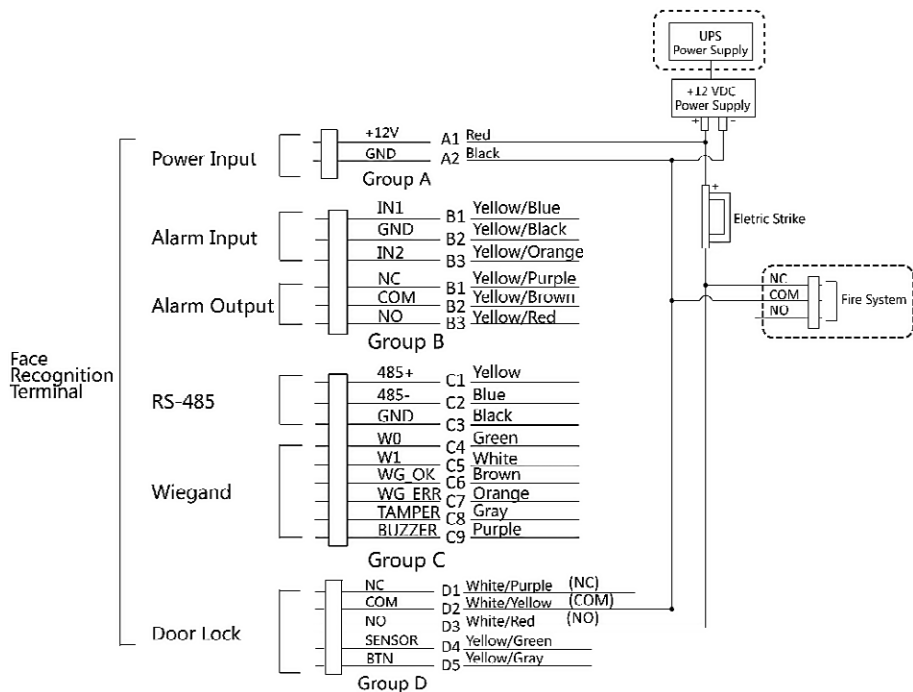 UPS
Power Supply
+12 VDC
Power Supply
+ -
Power Input
+12V A1 Red
GND A2 Black
Group A
+
Eletric Strike
Alarm Input
IN1 B1 Yellow/Blue
GND B2 Yellow/Black
IN2 B3 Yellow/Orange
Alarm Output
NC B1 Yellow/Purple
COM B2 Yellow/Brown
NO B3 Yellow/Red
Group B
NC
COM
NO
Fire System
Face
Recognition
Terminal
RS-485
485+ C1 Yellow
485- C2 Blue
GND C3 Black
Wiegand
W0 C4 Green
W1 C5 White
WG_OK C6 Brown
WG_ERR C7 Orange
TAMPER C8 Gray
BUZZER C9 Purple
Group C
Door Lock
NC D1 White/Purple (NC)
COM D2 White/Yellow (COM)
NO D3 White/Red (NO)
SENSOR D4 Yellow/Green
BTN D5 Yellow/Gray
Group D